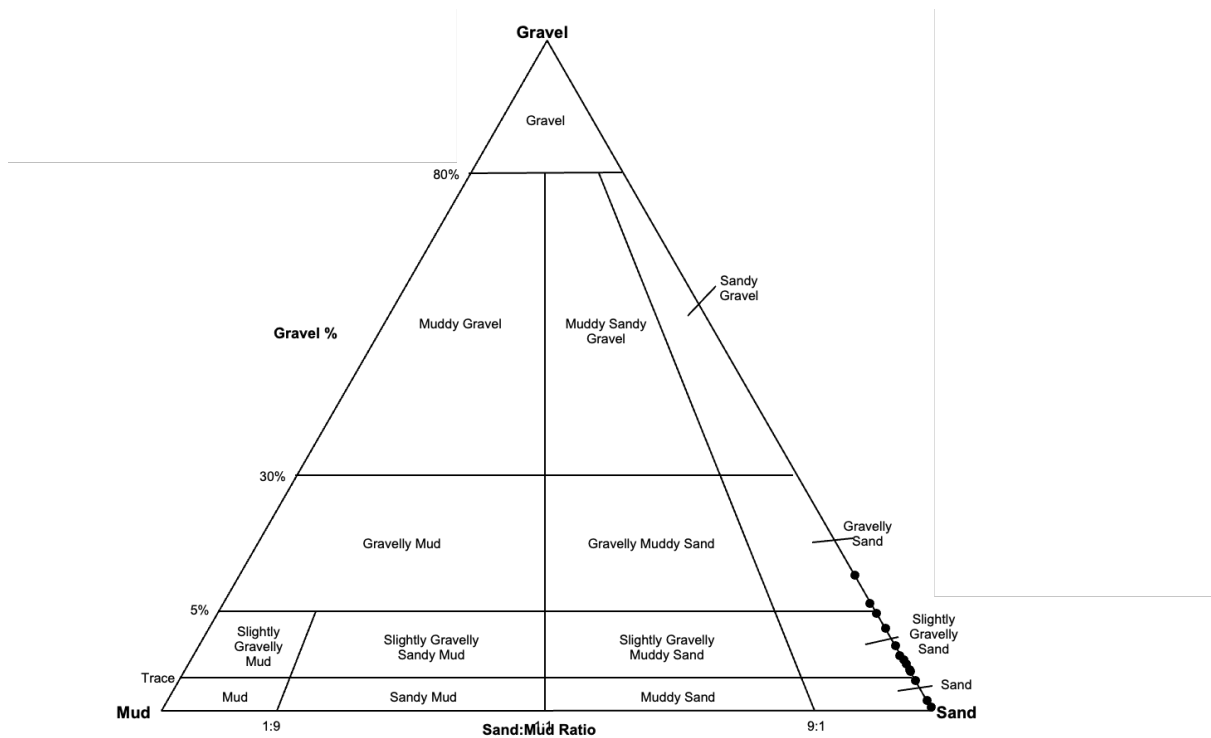 Gravel
Gravel
80%
Sandy
Gravel
Muddy Gravel
Muddy Sandy
Gravel
Gravel %
30%
Gravelly
Sand
Gravelly Mud
Gravelly Muddy Sand
5%
Slightly
Gravelly
Mud
Slightly Gravelly
Sandy Mud
Slightly Gravelly
Muddy Sand
Slightly
Gravelly
Sand
Trace
Sand
Mud
Sandy Mud
Muddy Sand
Mud
Sand
1:9
Sand:Mud Ratio
9:1